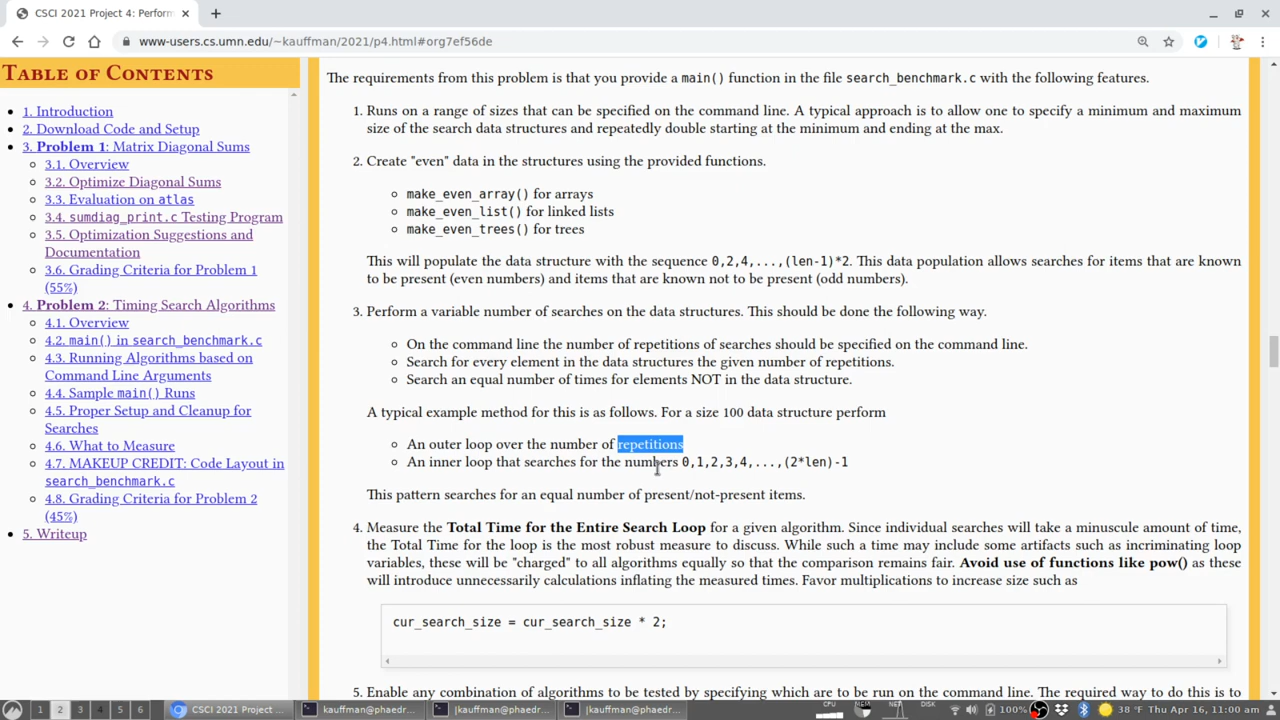 CSCI 2021 Project 4: Perform
www-users.cs.umn.edu/~kauffman/2021/p4.html#org7ef56de
Table of Contents
1. Introduction
2. Download Code and Setup
3. Problem 1: Matrix Diagonal Sums
3.1. Overview
3.2. Optimize Diagonal Sums
3.3. Evaluation on atlas
3.4. sumdiag_print.c Testing Program
3.5. Optimization Suggestions and
Documentation
3.6. Grading Criteria for Problem 1
(55%)
4. Problem 2: Timing Search Algorithms
4.1. Overview
4.2. main() in search_benchmark.c
4.3. Running Algorithms based on
Command Line Arguments
4.4. Sample main() Runs
4.5. Proper Setup and Cleanup for
Searches
4.6. What to Measure
4.7. MAKEUP CREDIT: Code Layout in
search_benchmark.c
4.8. Grading Criteria for Problem 2
(45%)
5. Writeup
The requirements from this problem is that you provide a main() function in the file search_benchmark.c with the following features.
1. Runs on a range of sizes that can be specified on the command line. A typical approach is to allow one to specify a minimum and maximum
size of the search data structures and repeatedly double starting at the minimum and ending at the max.
2. Create "even" data in the structures using the provided functions.
make_even_array() for arrays
make_even_list() for linked lists
make_even_trees() for trees
This will populate the data structure with the sequence 0,2,4,...,(len-1)*2. This data population allows searches for items that are known
to be present (even numbers) and items that are known not to be present (odd numbers).
3. Perform a variable number of searches on the data structures. This should be done the following way.
On the command line the number of repetitions of searches should be specified on the command line.
Search for every element in the data structures the given number of repetitions.
Search an equal number of times for elements NOT in the data structure.
A typical example method for this is as follows. For a size 100 data structure perform
An outer loop over the number of repetitions
An inner loop that searches for the numbers 0,1,2,3,4,...,(2*len)-1
This pattern searches for an equal number of present/not-present items.
4. Measure the Total Time for the Entire Search Loop for a given algorithm. Since individual searches will take a minuscule amount of time,
the Total Time for the loop is the most robust measure to discuss. While such a time may include some artifacts such as incriminating loop
variables, these will be "charged" to all algorithms equally so that the comparison remains fair. Avoid use of functions like pow() as these
will introduce unnecessarily calculations inflating the measured times. Favor multiplications to increase size such as
cur_search_size = cur_search_size * 2;
5. Enable any combination of algorithms to be tested by specifying which are to be run on the command line. The required way to do this is to
1 2 3 4 5 6 CSCI 2021 Project ... kauffman@phaedr... [kauffman@phaedr... [kauffman@phaedr... CPU MEM NET DISK 100% 38 °F Thu Apr 16, 11:00 am